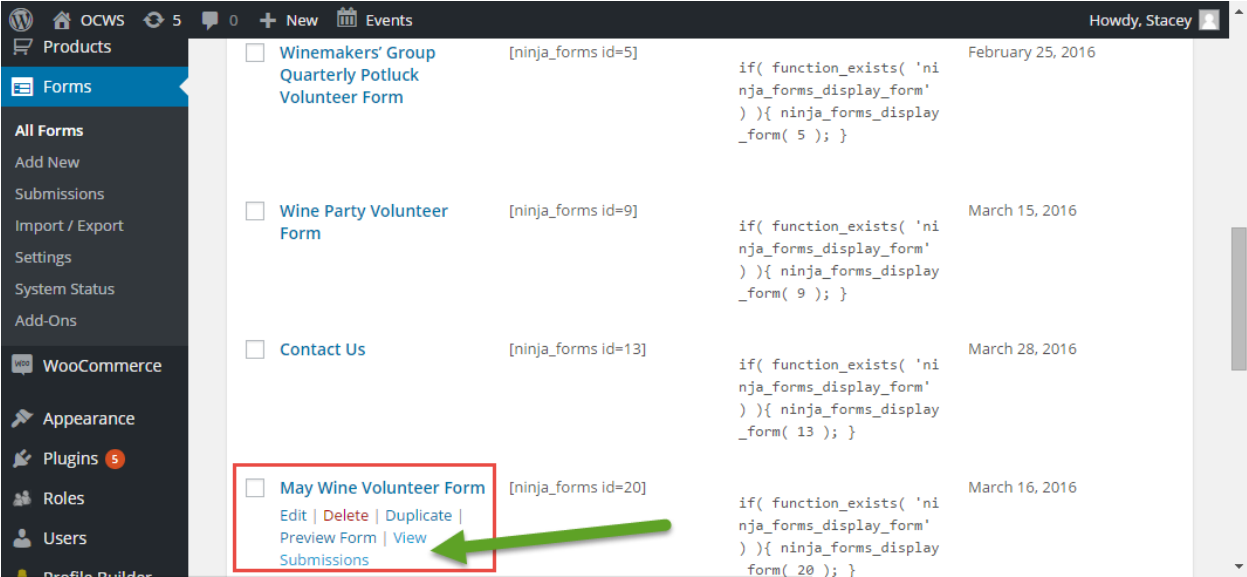 OCWS 5 0 New Events Howdy, Stacey
Products
Forms
All Forms
Add New
Submissions
Import / Export
Settings
System Status
Add-Ons
WooCommerce
Appearance
Plugins 5
Roles
Users
Profile Builder
Winemakers’ Group
Quarterly Potluck
Volunteer Form
[ninja_forms id=5]
if( function_exists( 'ni
nja_forms_display_form'
) ){ ninja_forms_display
_form( 5 ); }
February 25, 2016
Wine Party Volunteer
Form
[ninja_forms id=9]
if( function_exists( 'ni
nja_forms_display_form'
) ){ ninja_forms_display
_form( 9 ); }
March 15, 2016
Contact Us
[ninja_forms id=13]
if( function_exists( 'ni
nja_forms_display_form'
) ){ ninja_forms_display
_form( 13 ); }
March 28, 2016
May Wine Volunteer Form
Edit | Delete | Duplicate |
Preview Form | View
Submissions
[ninja_forms id=20]
if( function_exists( 'ni
nja_forms_display_form'
) ){ ninja_forms_display
_form( 20 ); }
March 16, 2016